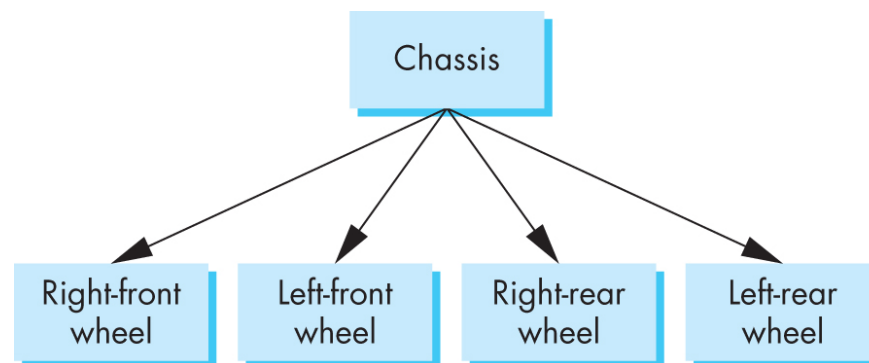 Chassis
Right-front
wheel
Left-front
wheel
Right-rear
wheel
Left-rear
wheel